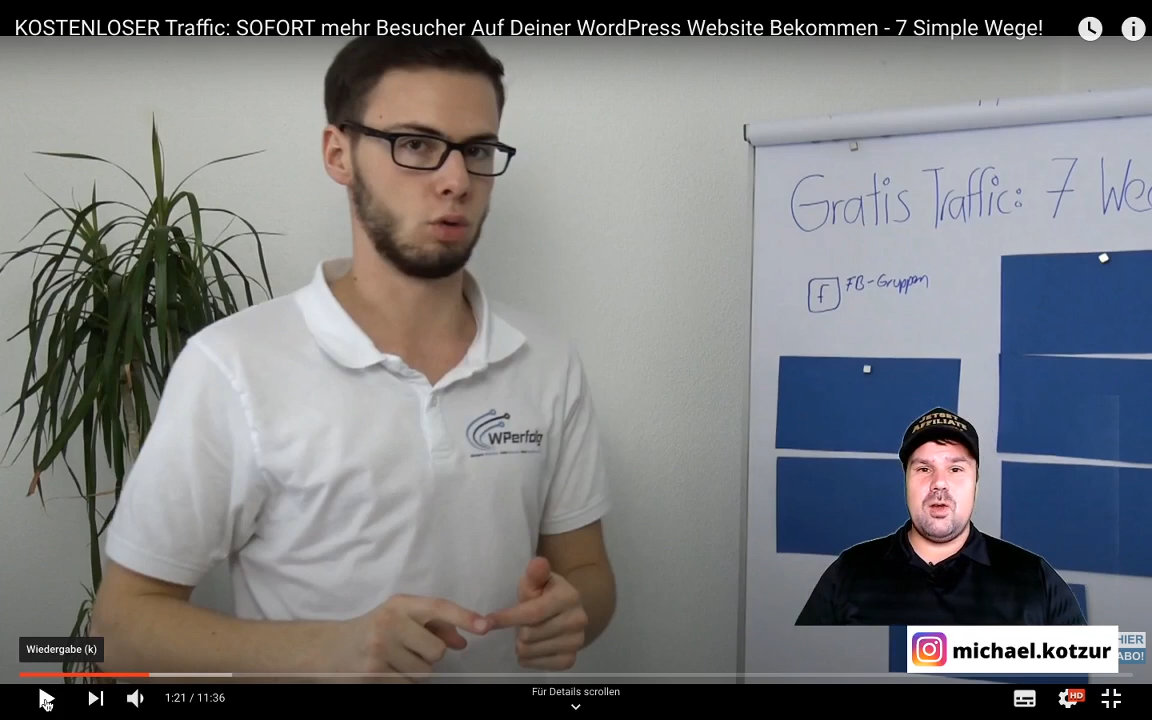 KOSTENLOSER Traffic: SOFORT mehr Besucher Auf Deiner WordPress Website Bekommen - 7 Simple Wege!
Gratis Traffic: 7 We
f FB-Gruppen
WPerfolg
AFFILIATE
michael.kotzur
HIER
ABO!
Wiedergabe (k)
1:21 / 11:36
Für Details scrollen
HD